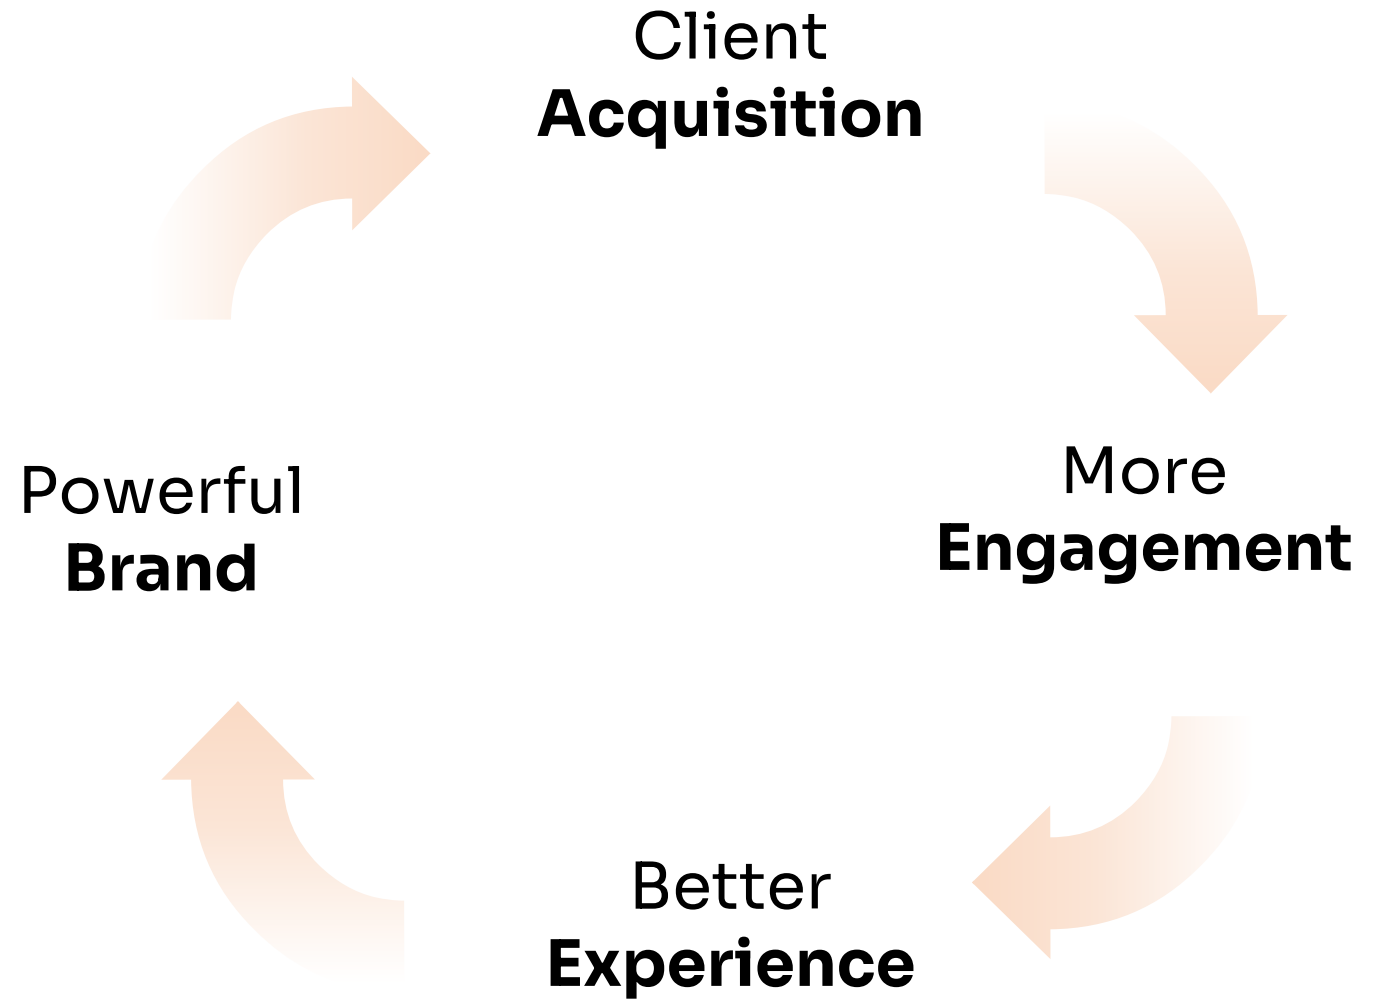 Client
Acquisition
More
Engagement
Better
Experience
Powerful
Brand